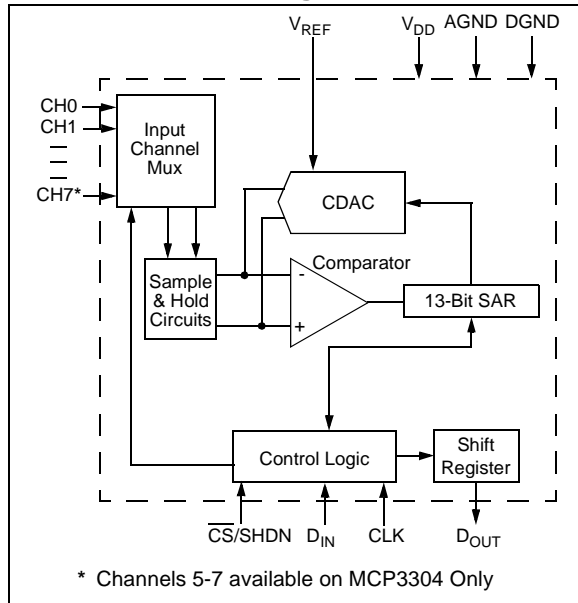 VREF
VDD AGND DGND
CH0
CH1
CH7*
Input
Channel
Mux
CDAC
Comparator
-
+
Sample
& Hold
Circuits
13-Bit SAR
Control Logic
Shift
Register
CS/SHDN DIN CLK DOUT
* Channels 5-7 available on MCP3304 Only